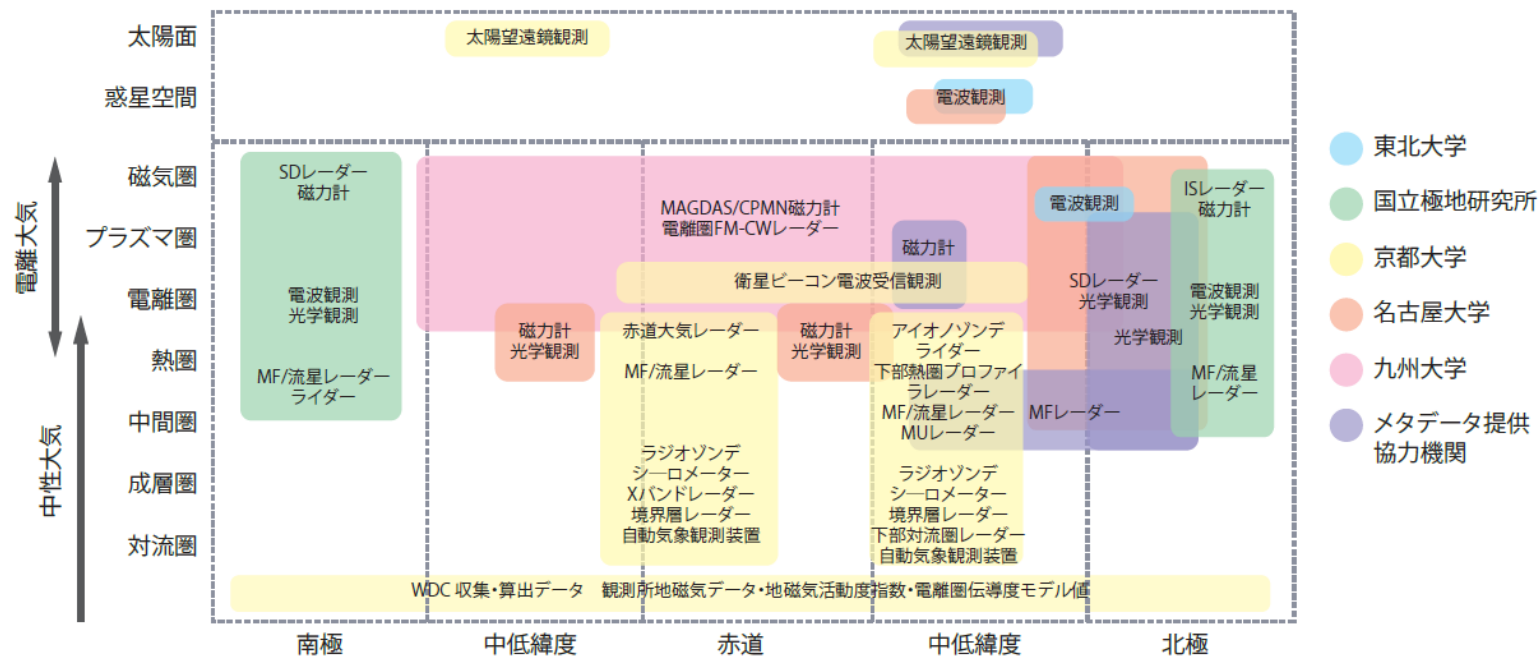 太陽面
惑星空間
磁気圏
プラズマ圏
電離圏
熱圏
中間圏
成層圏
対流圏
電離大気
中性大気
太陽望遠鏡観測
太陽望遠鏡観測
電波観測
SDレーダー
磁力計
電波観測
光学観測
MF/流星レーダー
ライダー
MAGDAS/CPMN磁力計
電離圏FM-CWレーダー
磁力計
衛星ビーコン電波受信観測
磁力計
光学観測
赤道大気レーダー
MF/流星レーダー
ラジオゾンデ
シーロメーター
Xバンドレーダー
境界層レーダー
自動気象観測装置
磁力計
光学観測
アイオノゾンデ
ライダー
下部熱圏プロファイ
ラレーダー
MF/流星レーダー
MUレーダー
ラジオゾンデ
シーロメーター
境界層レーダー
下部対流圏レーダー
自動気象観測装置
電波観測
SDレーダー
光学観測
光学観測
MFレーダー
ISレーダー
磁力計
電波観測
光学観測
MF/流星
レーダー
WDC 収集・算出データ 観測所地磁気データ・地磁気活動度指数・電離圏伝導度モデル値
南極
中低緯度
赤道
中低緯度
北極
東北大学
国立極地研究所
京都大学
名古屋大学
九州大学
メタデータ提供
協力機関